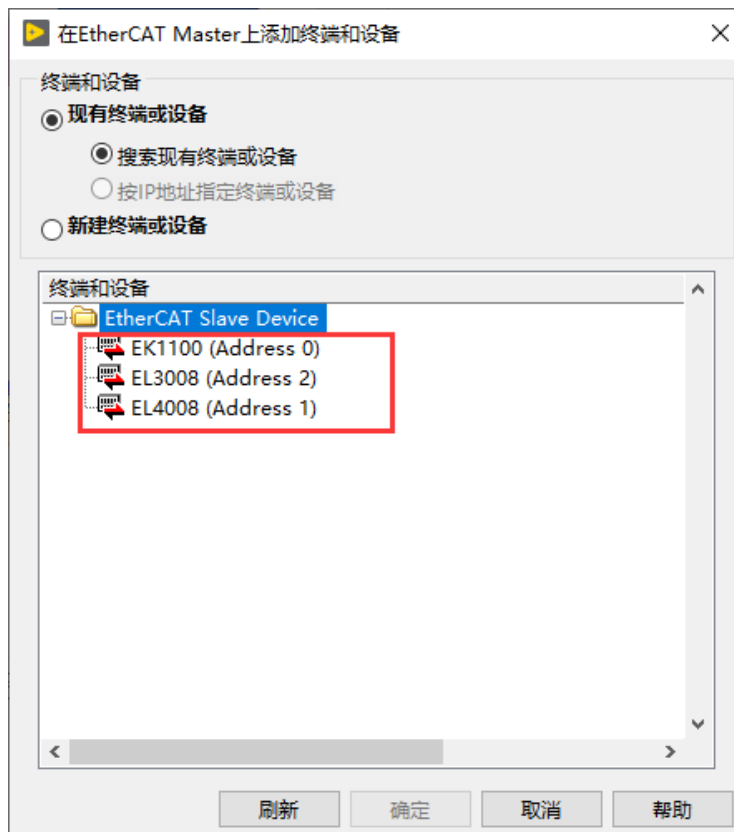 在EtherCAT Master上添加终端和设备
终端和设备
现有终端或设备
搜索现有终端或设备
按IP地址指定终端或设备
新建终端或设备
终端和设备
EtherCAT Slave Device
EK1100 (Address 0)
EL3008 (Address 2)
EL4008 (Address 1)
刷新 确定 取消 帮助